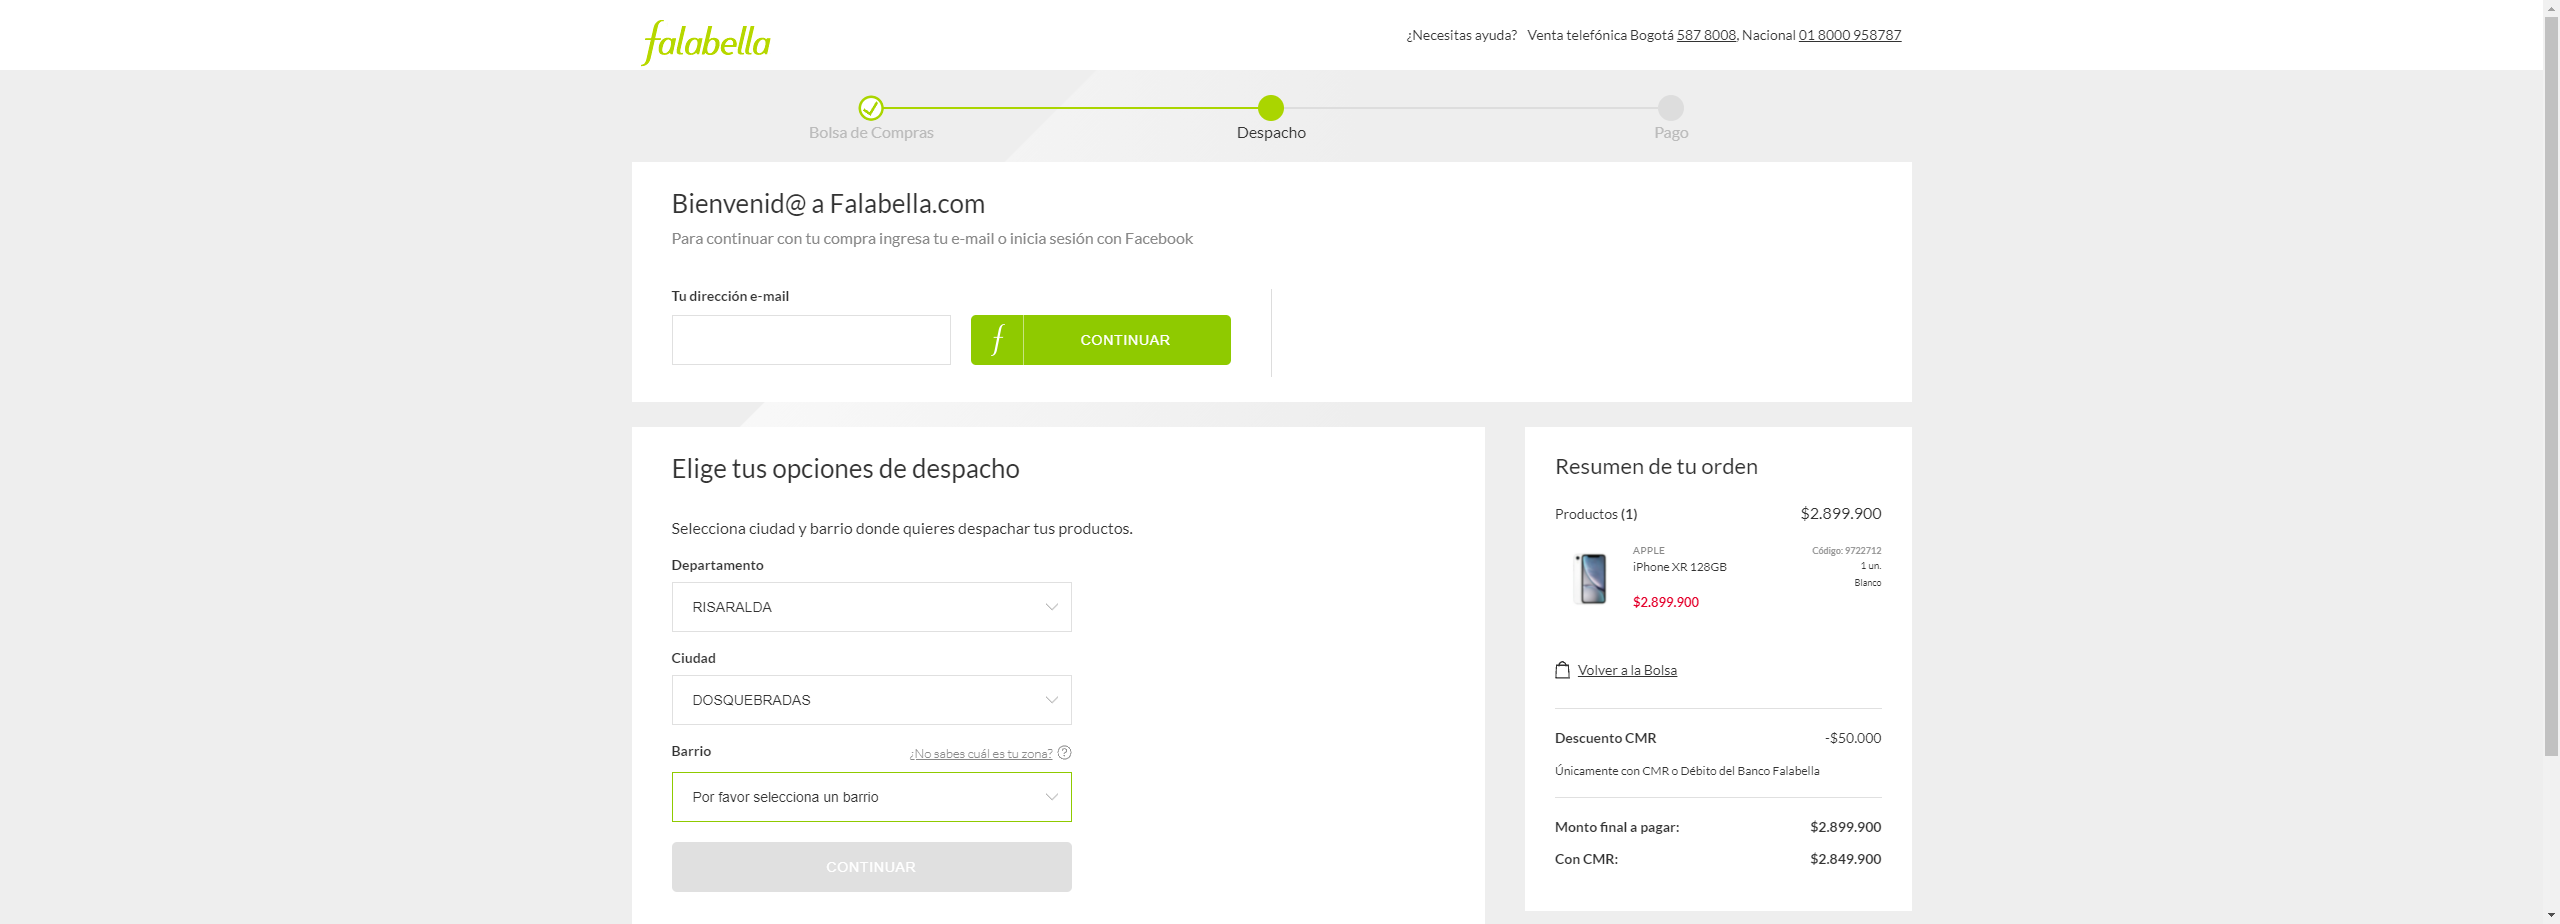 falabella
¿Necesitas ayuda? Venta telefónica Bogotá 587 8008, Nacional 01 8000 958787
Bolsa de Compras
Despacho
Pago
Bienvenid@ a Falabella.com
Para continuar con tu compra ingresa tu e-mail o inicia sesión con Facebook
Tu dirección e-mail
f CONTINUAR
Elige tus opciones de despacho
Selecciona ciudad y barrio donde quieres despachar tus productos.
Departamento
RISARALDA
Ciudad
DOSQUEBRADAS
Barrio ¿No sabes cuál es tu zona? ?
Por favor selecciona un barrio
CONTINUAR
Resumen de tu orden
Productos (1) $2.899.900
APPLE Código: 9722712
iPhone XR 128GB 1 un.
Blanco
$2.899.900
Volver a la Bolsa
Descuento CMR -$50.000
Únicamente con CMR o Débito del Banco Falabella
Monto final a pagar: $2.899.900
Con CMR: $2.849.900